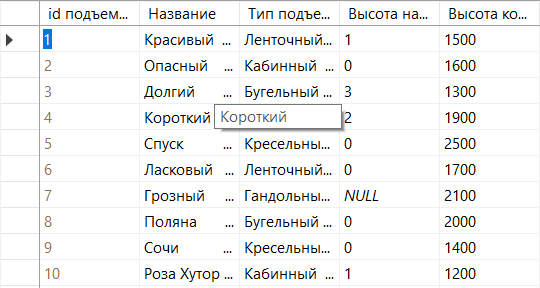 id подъем... Название Тип подъе... Высота на... Высота ко...
1 Красивый ... Ленточный... 1 1500
2 Опасный ... Кабинный ... 0 1600
3 Долгий ... Бугельный ... 3 1300
4 Короткий Короткий 2 1900
5 Спуск ... Кресельны... 0 2500
6 Ласковый ... Ленточный... 0 1700
7 Грозный ... Гандольны... NULL 2100
8 Поляна ... Бугельный ... 0 2000
9 Сочи ... Кресельны... 0 1400
10 Роза Хутор ... Кабинный ... 1 1200